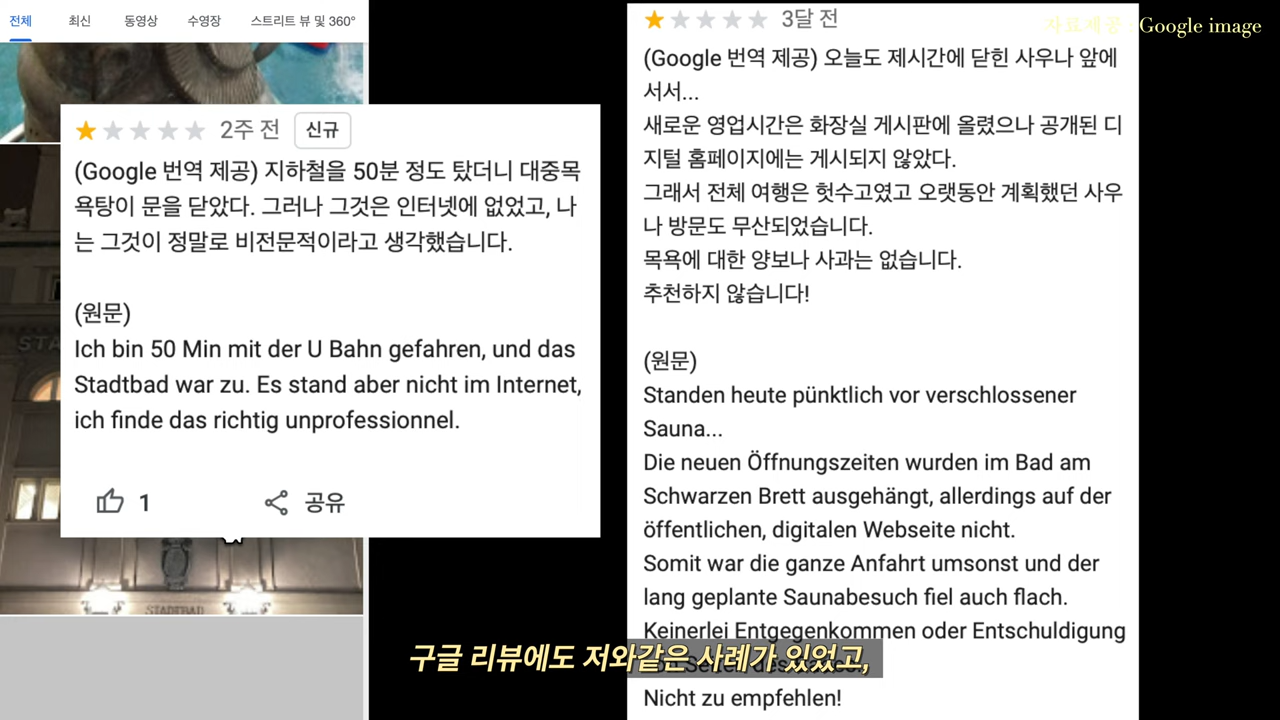 전체 최신 동영상 수영장 스트리트 뷰 및 360°
STADTBAD
2주 전 신규
(Google 번역 제공) 지하철을 50분 정도 탔더니 대중목
욕탕이 문을 닫았다. 그러나 그것은 인터넷에 없었고, 나
는 그것이 정말로 비전문적이라고 생각했습니다.
(원문)
Ich bin 50 Min mit der U Bahn gefahren, und das
Stadtbad war zu. Es stand aber nicht im Internet,
ich finde das richtig unprofessionnel.
1 공유
3달 전
자료제공 : Google image
(Google 번역 제공) 오늘도 제시간에 닫힌 사우나 앞에
서서...
새로운 영업시간은 화장실 게시판에 올렸으나 공개된 디
지털 홈페이지에는 게시되지 않았다.
그래서 전체 여행은 헛수고였고 오랫동안 계획했던 사우
나 방문도 무산되었습니다.
목욕에 대한 양보나 사과는 없습니다.
추천하지 않습니다!
(원문)
Standen heute pünktlich vor verschlossener
Sauna...
Die neuen Öffnungszeiten wurden im Bad am
Schwarzen Brett ausgehängt, allerdings auf der
öffentlichen, digitalen Webseite nicht.
Somit war die ganze Anfahrt umsonst und der
lang geplante Saunabesuch fiel auch flach.
Keinerlei Entgegenkommen oder Entschuldigung
구글 리뷰에도 저와같은 사례가 있었고,
Nicht zu empfehlen!